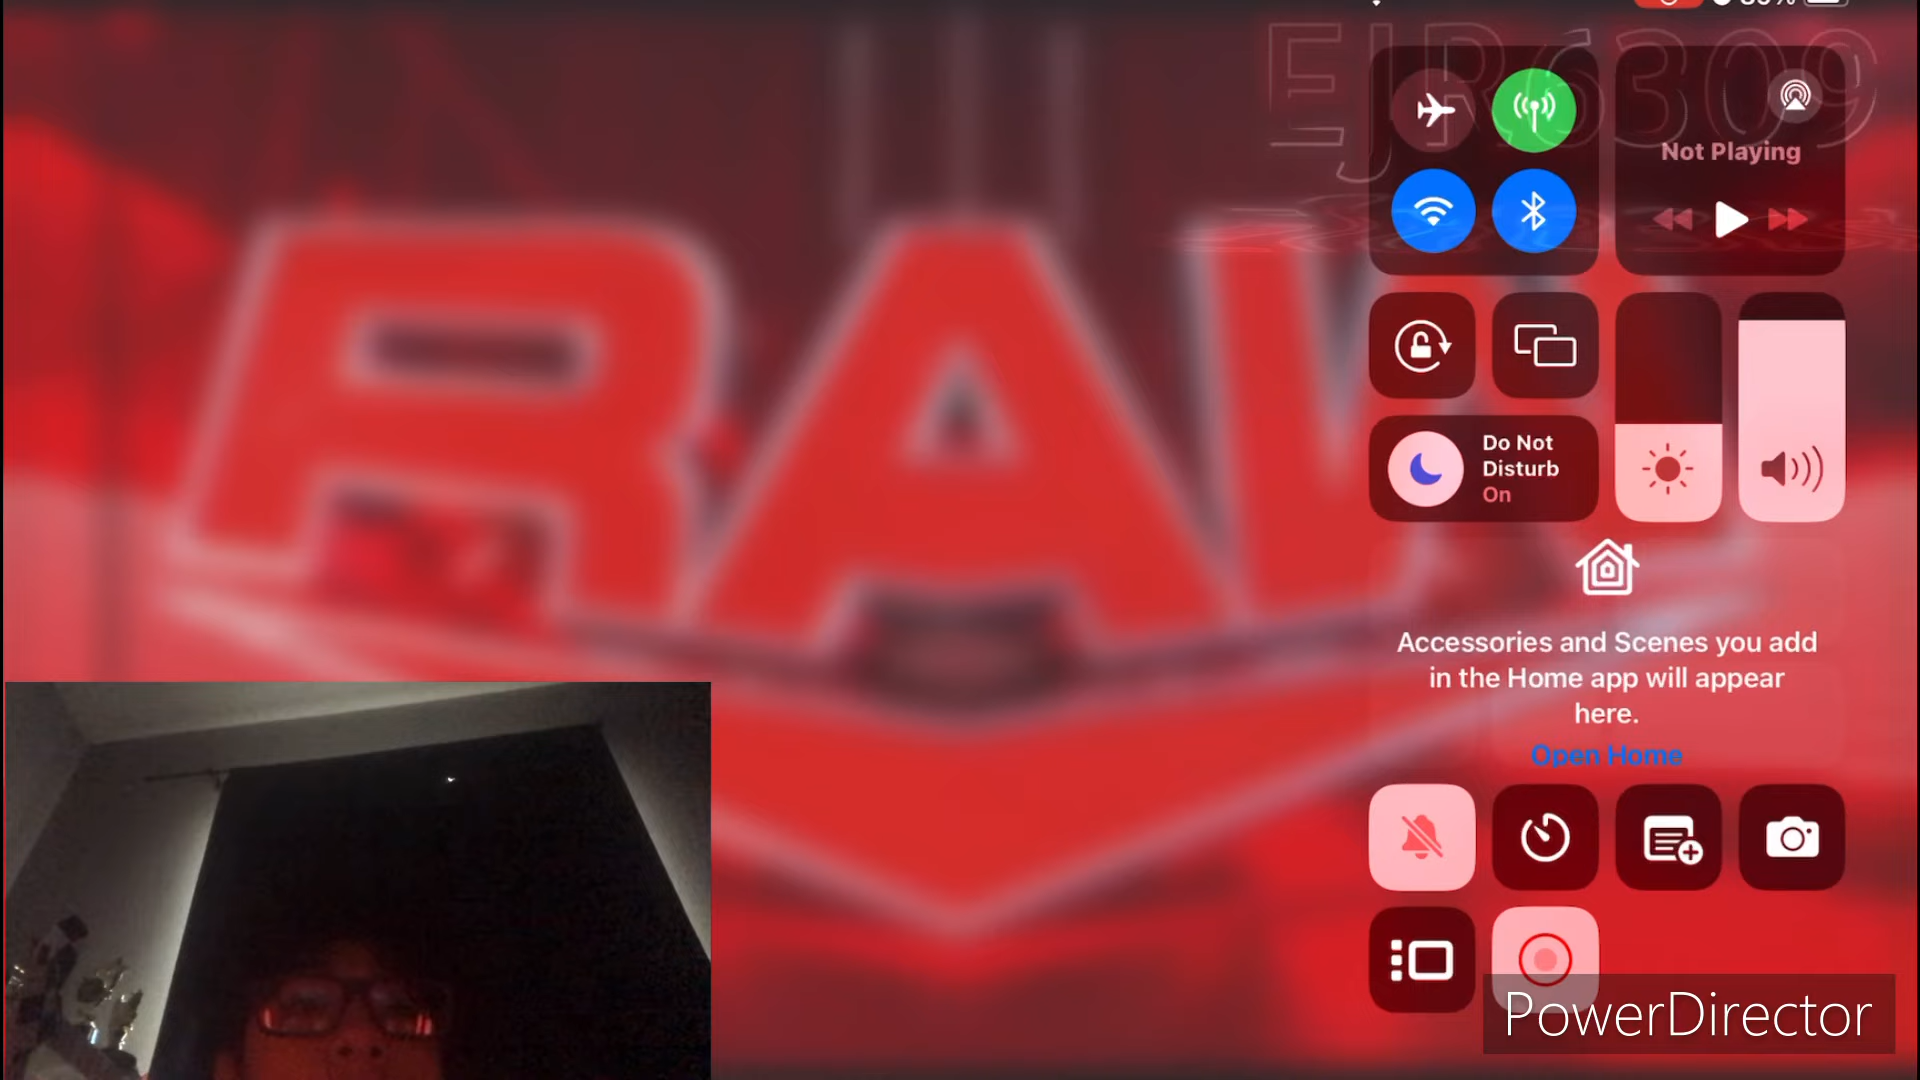 EJR6309
Not Playing
RAW
Do Not
Disturb
On
Accessories and Scenes you add
in the Home app will appear
here.
Open Home
PowerDirector